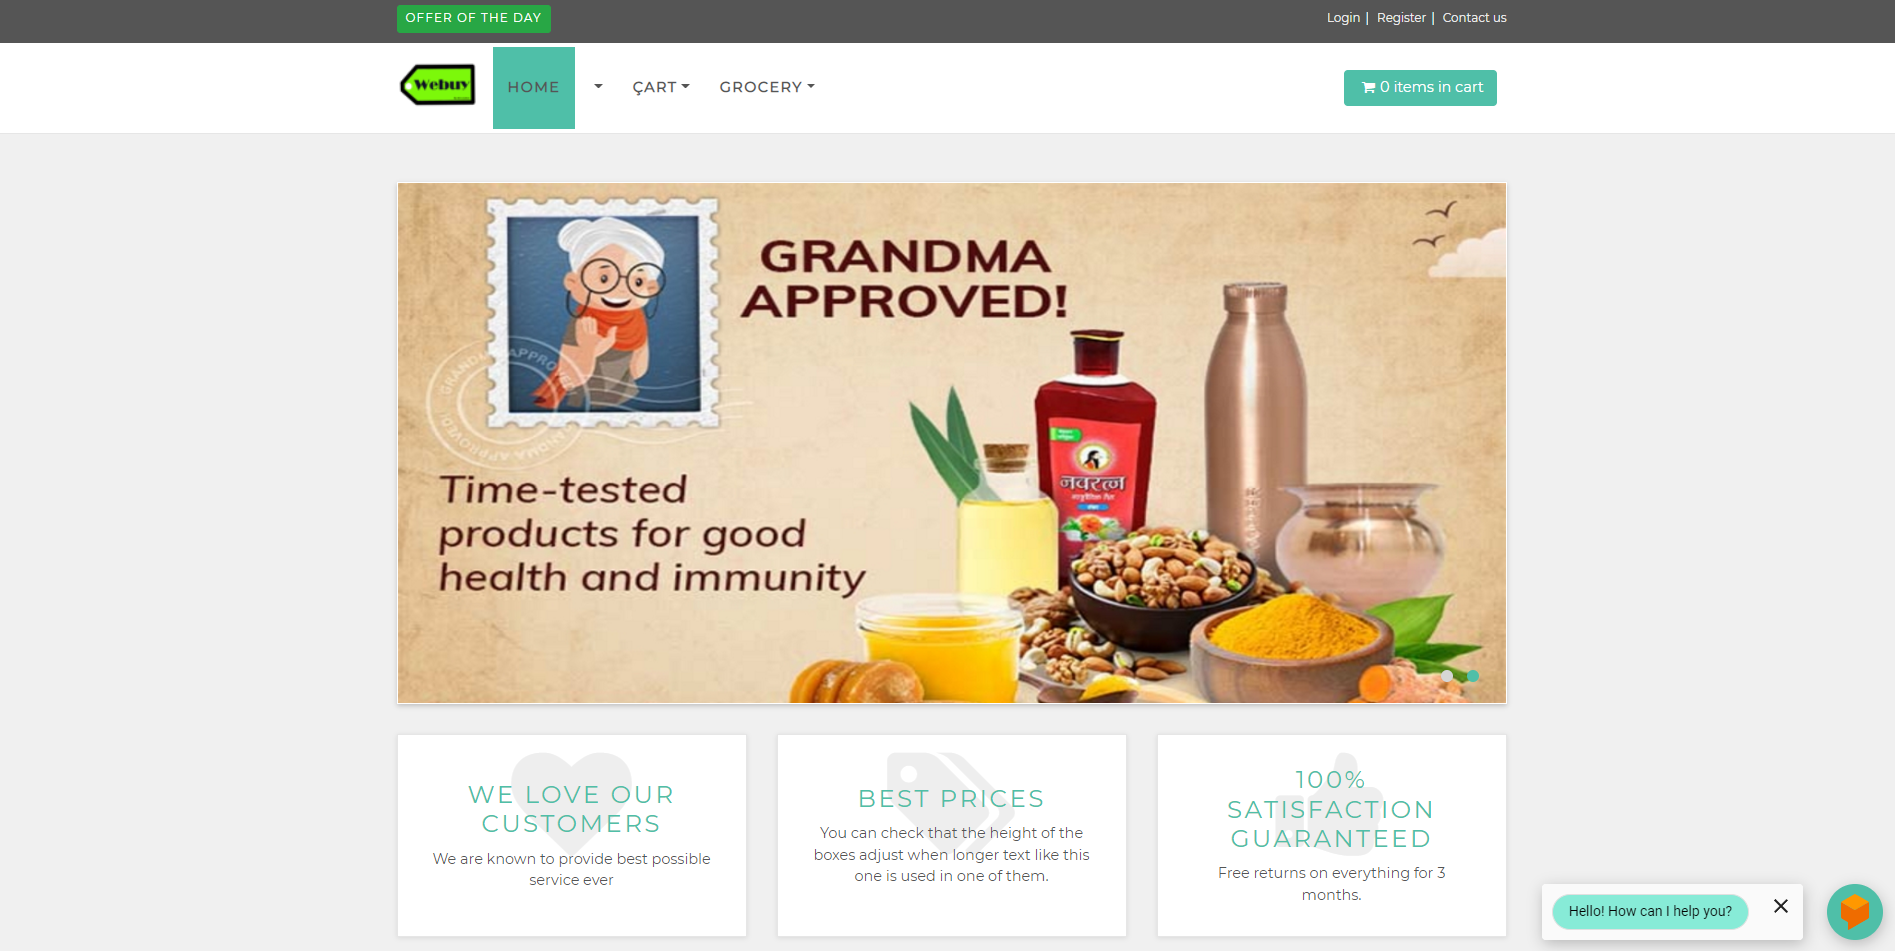 OFFER OF THE DAY
Login | Register | Contact us
Webuy
HOME
ÇART
GROCERY
0 items in cart
GRANDMA
APPROVED!
GRANDMA APPROVED!
GRANDMA APPROVED!
Time-tested
products for good
health and immunity
नवरत्न
WE LOVE OUR
CUSTOMERS
We are known to provide best possible
service ever
BEST PRICES
You can check that the height of the
boxes adjust when longer text like this
one is used in one of them.
100%
SATISFACTION
GUARANTEED
Free returns on everything for 3
months.
Hello! How can I help you?